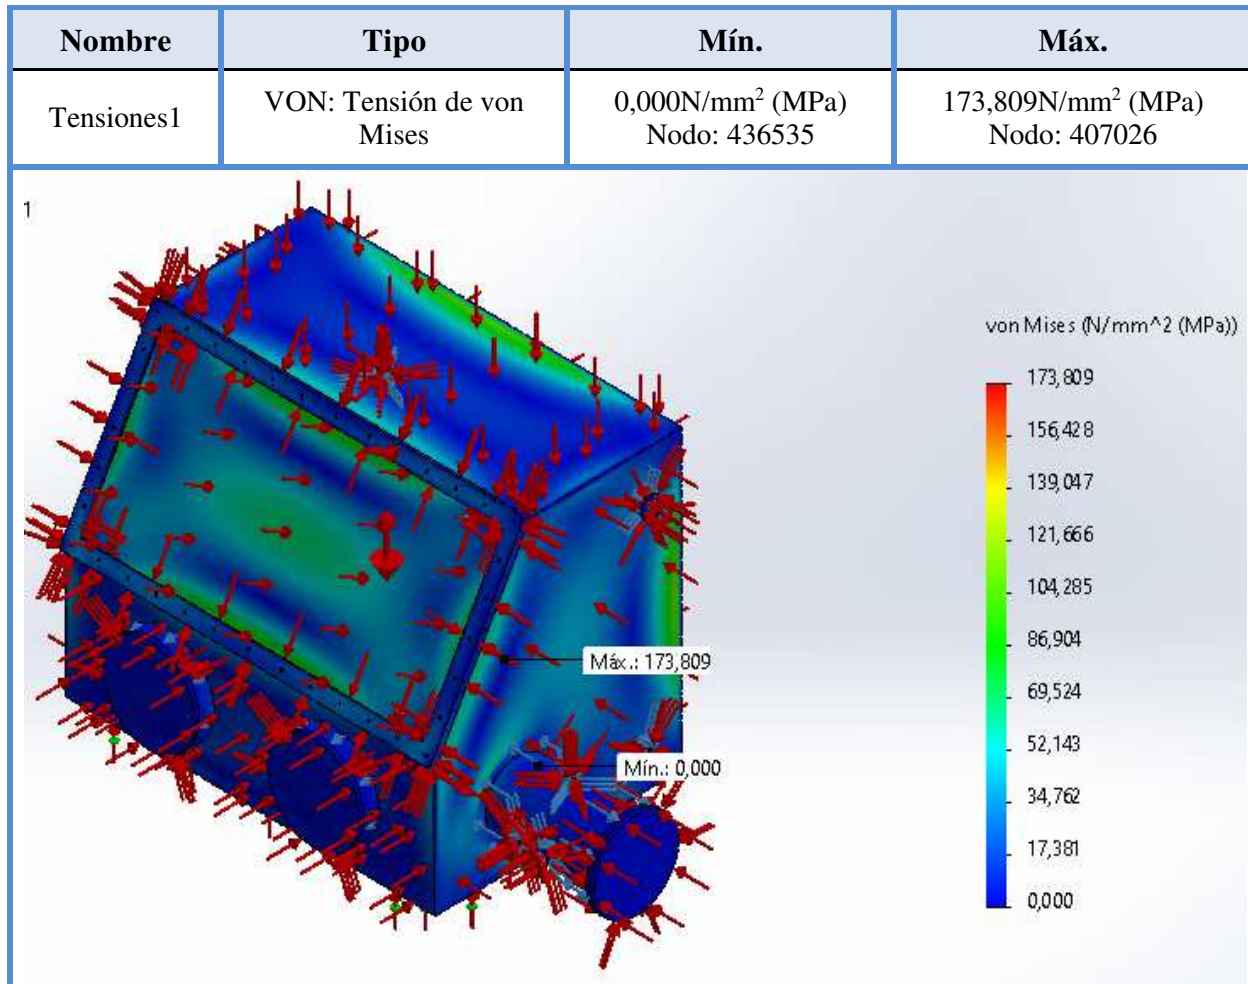 Nombre Tipo Mín. Máx.
Tensiones1 VON: Tensión de von Mises 0,000N/mm² (MPa) Nodo: 436535 173,809N/mm² (MPa) Nodo: 407026
1
von Mises (N/mm^2 (MPa))
173,809
156,428
139,047
121,666
104,285
86,904
69,524
52,143
34,762
17,381
0,000
Máx.: 173,809
Mín.: 0,000